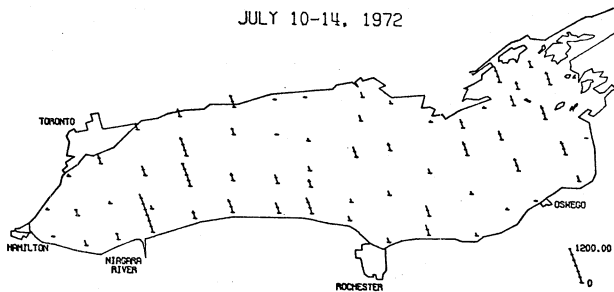 JULY 10-14, 1972
TORONTO
HAMILTON
NIAGARA
RIVER
ROCHESTER
OSWEGO
1200.00
0